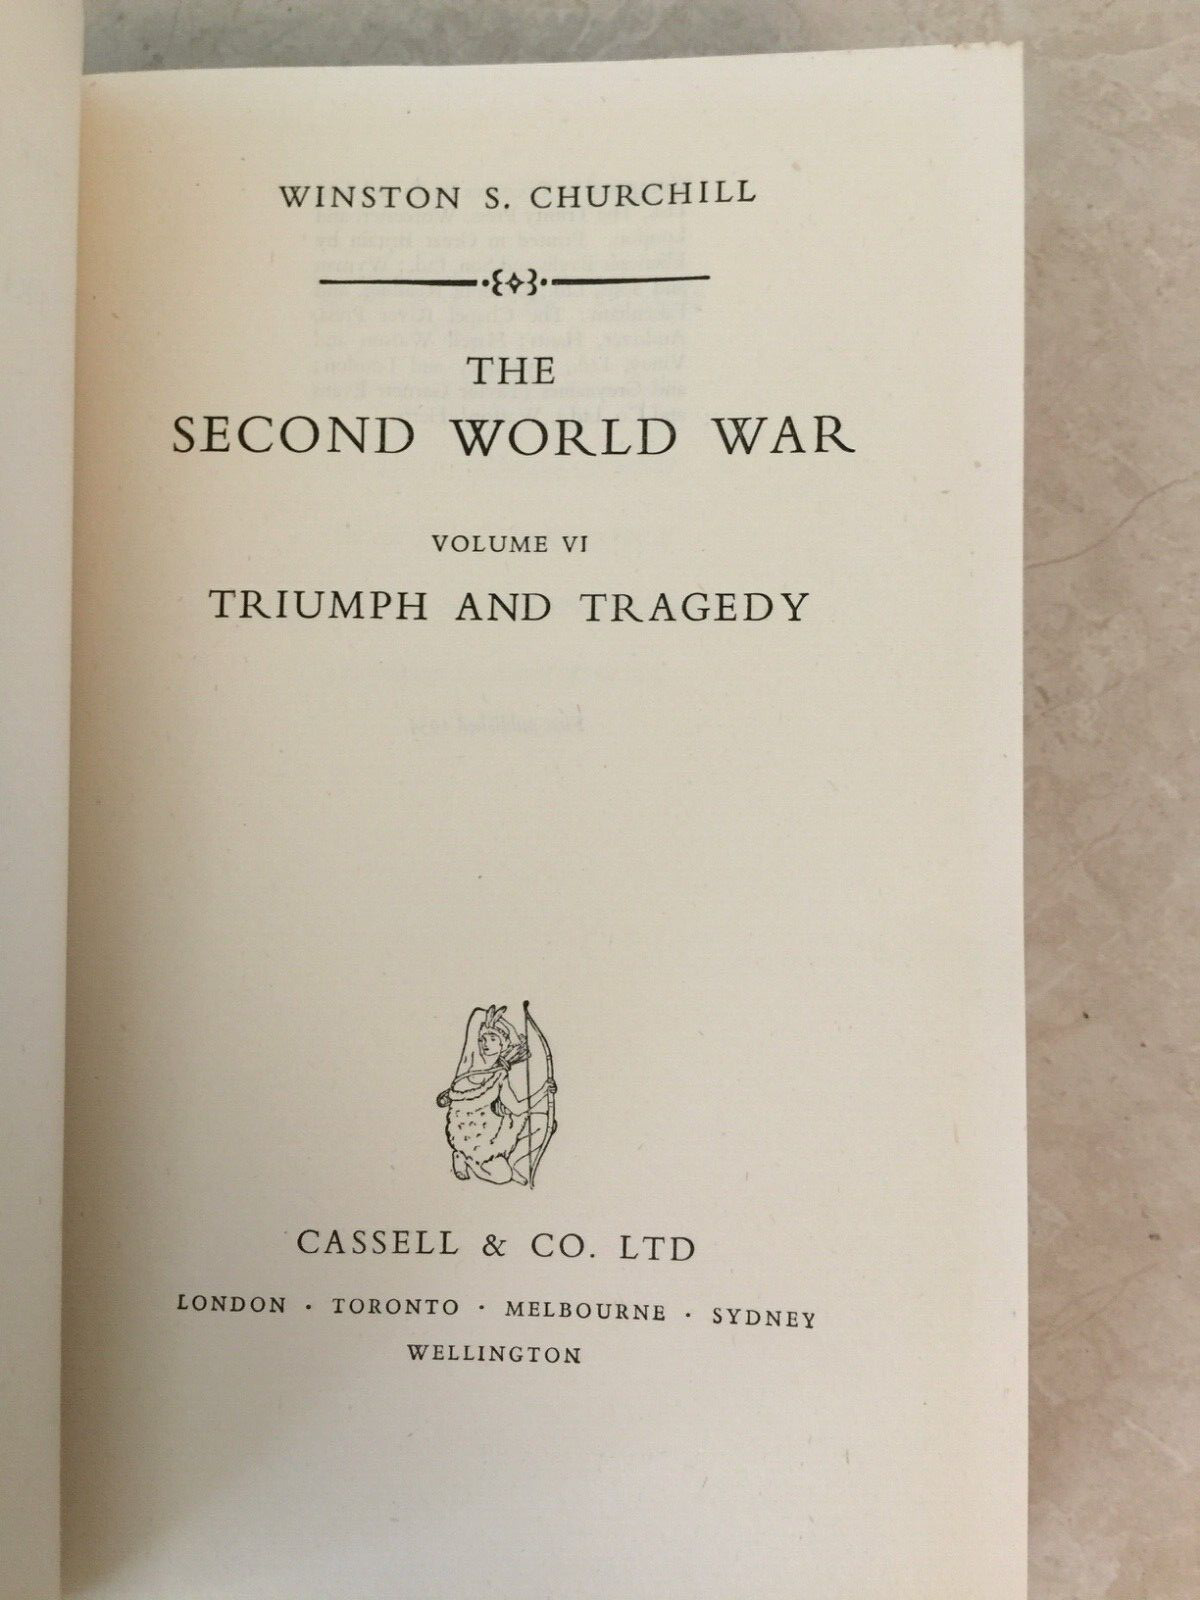 WINSTON S. CHURCHILL
THE
SECOND WORLD WAR
VOLUME VI
TRIUMPH AND TRAGEDY
CASSELL & CO. LTD
LONDON · TORONTO · MELBOURNE · SYDNEY
WELLINGTON